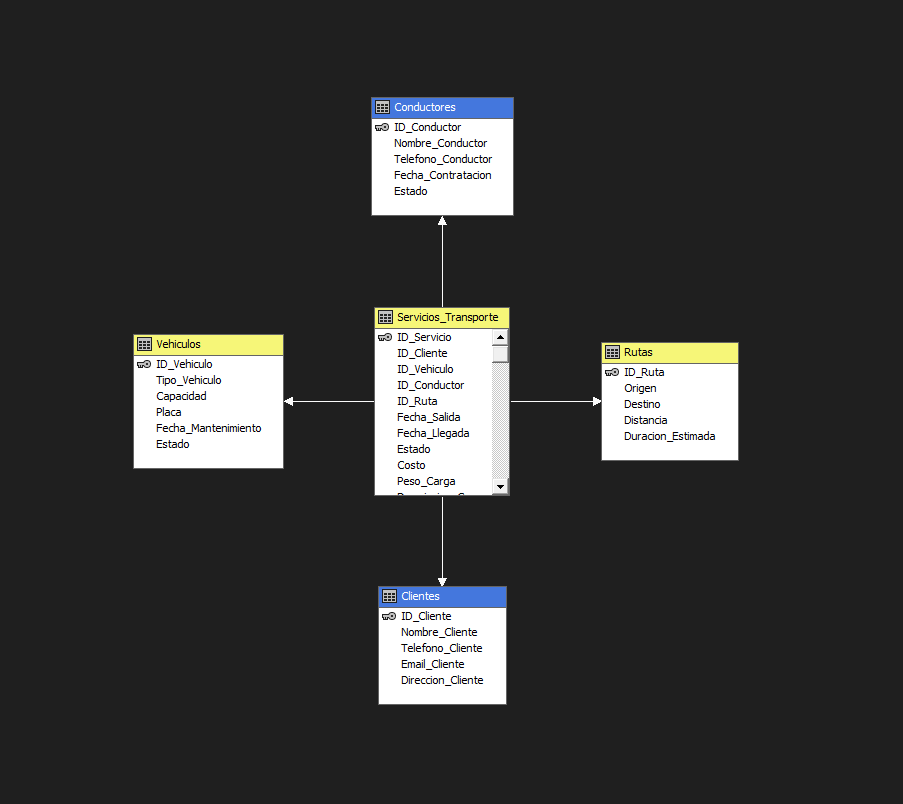 Conductores
ID_Conductor
Nombre_Conductor
Telefono_Conductor
Fecha_Contratacion
Estado
Vehiculos
ID_Vehiculo
Tipo_Vehiculo
Capacidad
Placa
Fecha_Mantenimiento
Estado
Servicios_Transporte
ID_Servicio
ID_Cliente
ID_Vehiculo
ID_Conductor
ID_Ruta
Fecha_Salida
Fecha_Llegada
Estado
Costo
Peso_Carga
Rutas
ID_Ruta
Origen
Destino
Distancia
Duracion_Estimada
Clientes
ID_Cliente
Nombre_Cliente
Telefono_Cliente
Email_Cliente
Direccion_Cliente